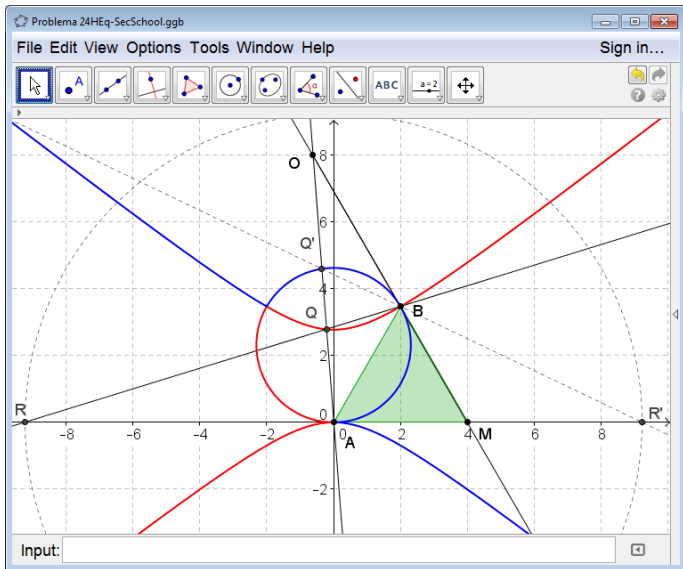 Problema 24HEq-SecSchool.ggb
File Edit View Options Tools Window Help Sign in...
A α ABC a=2
8
O
6
Q'
4
Q B
2
R 0 R'
-8 -6 -4 -2 0 2 4 6 8
A M
-2
Input: